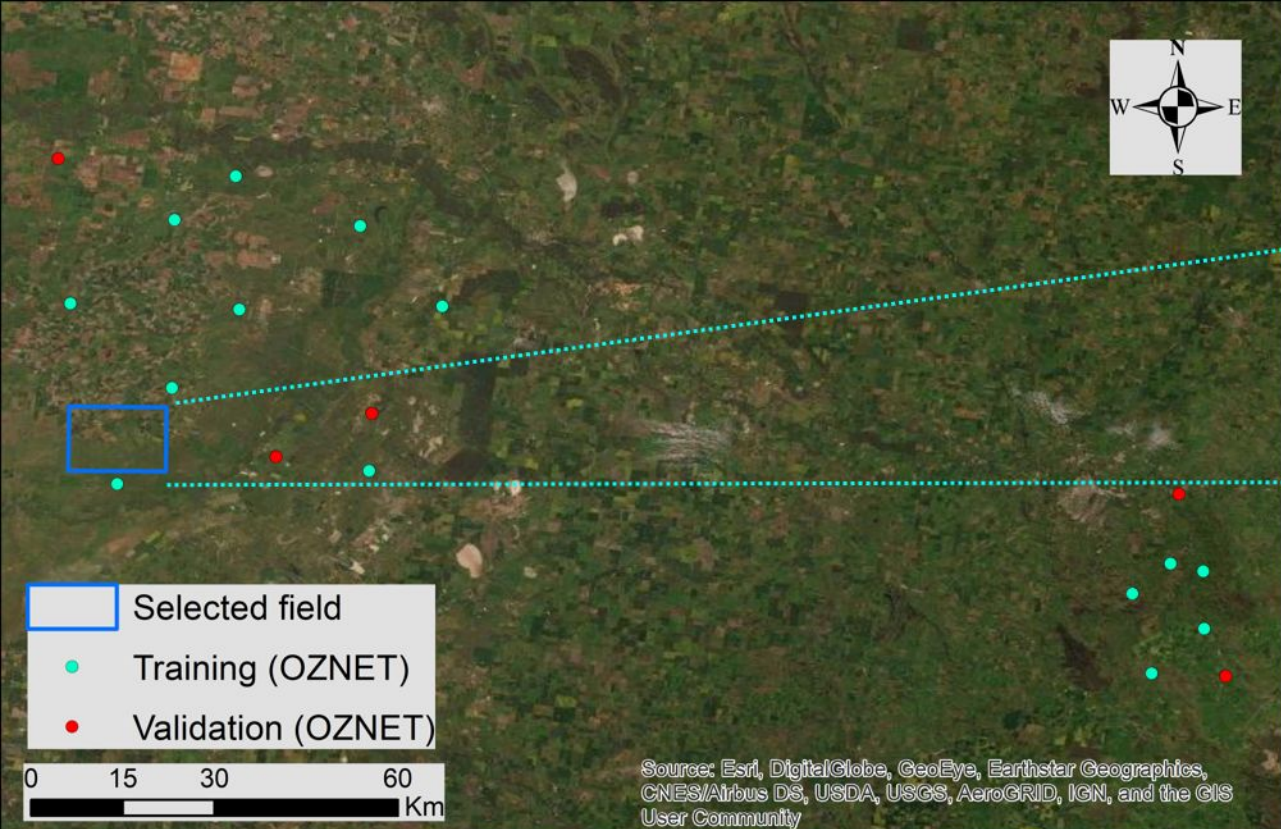 N
W E
S
Selected field
Training (OZNET)
Validation (OZNET)
0 15 30 60
Km
Source: Esri, DigitalGlobe, GeoEye, Earthstar Geographics,
CNES/Airbus DS, USDA, USGS, AeroGRID, IGN, and the GIS
User Community